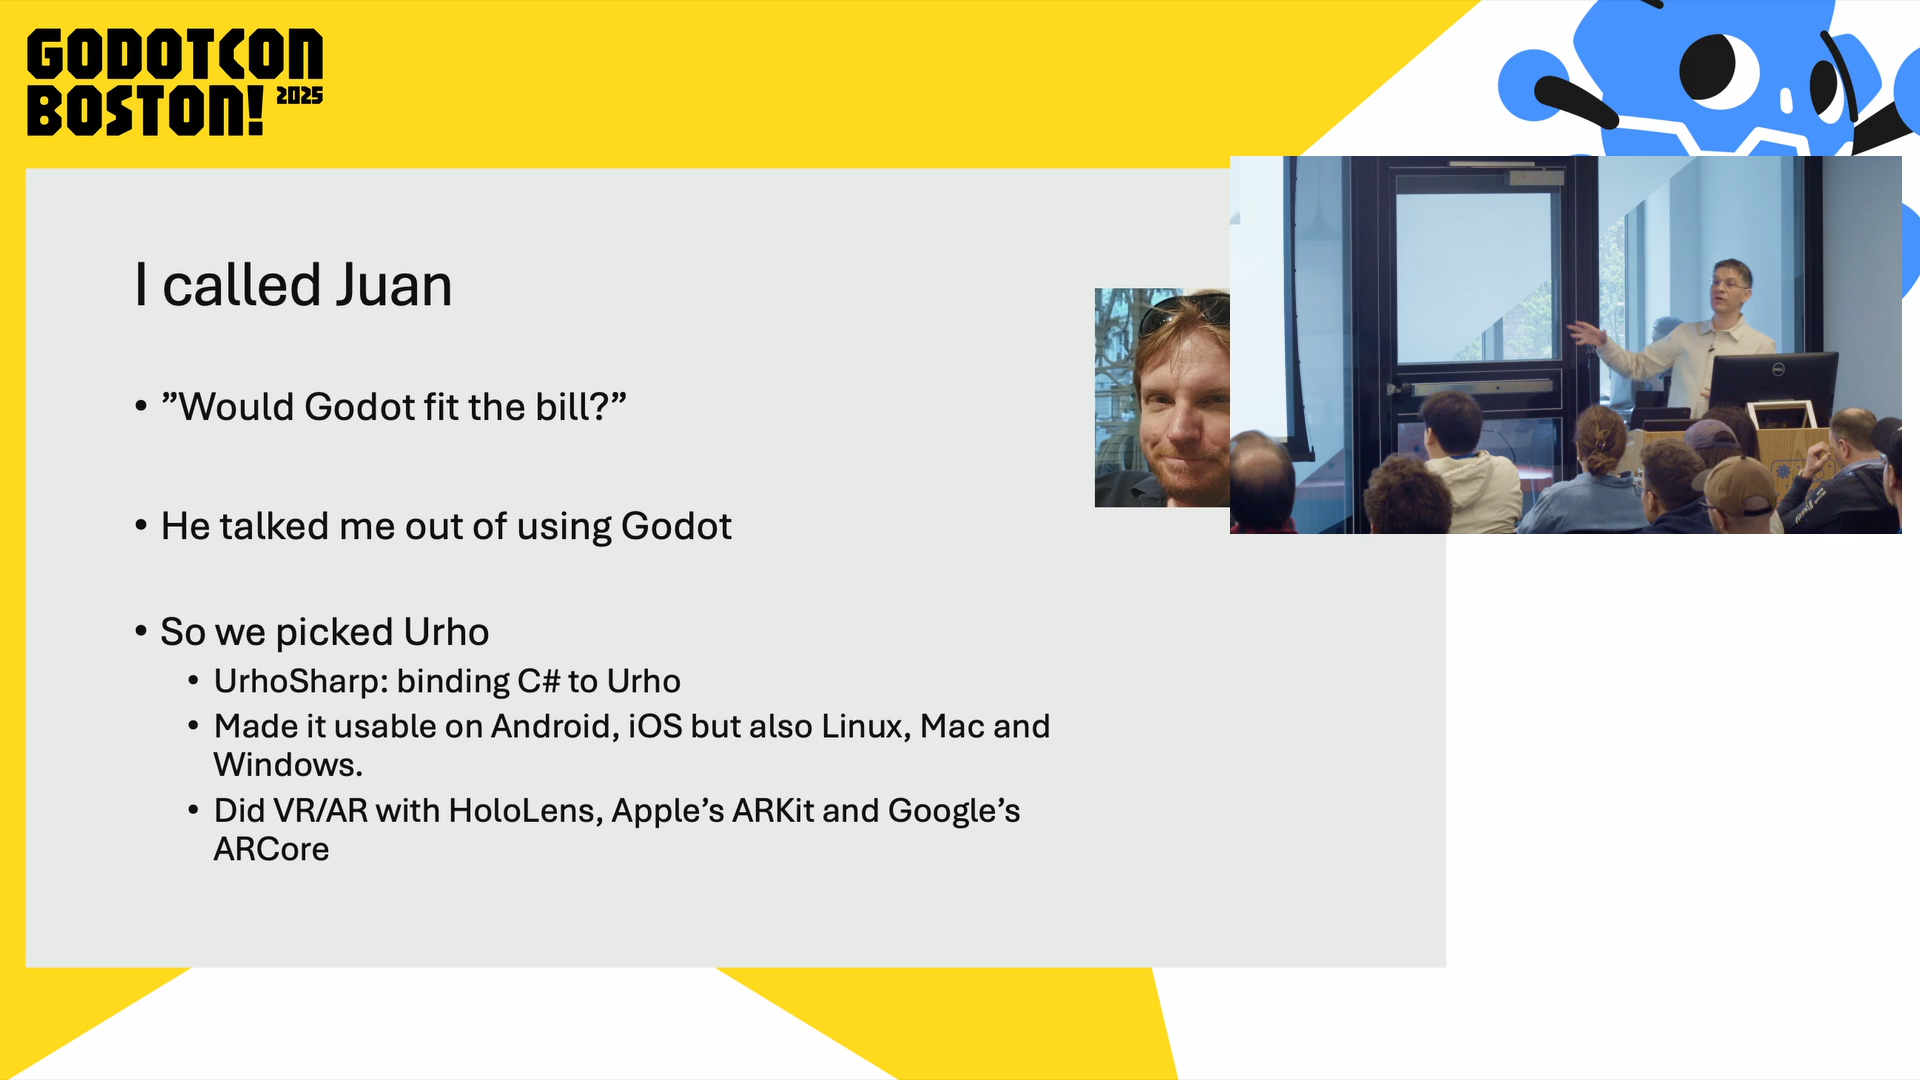 GODOTCON
BOSTON! 2025
I called Juan
• ”Would Godot fit the bill?”
• He talked me out of using Godot
• So we picked Urho
• UrhoSharp: binding C# to Urho
• Made it usable on Android, iOS but also Linux, Mac and
Windows.
• Did VR/AR with HoloLens, Apple’s ARKit and Google’s
ARCore
DELL